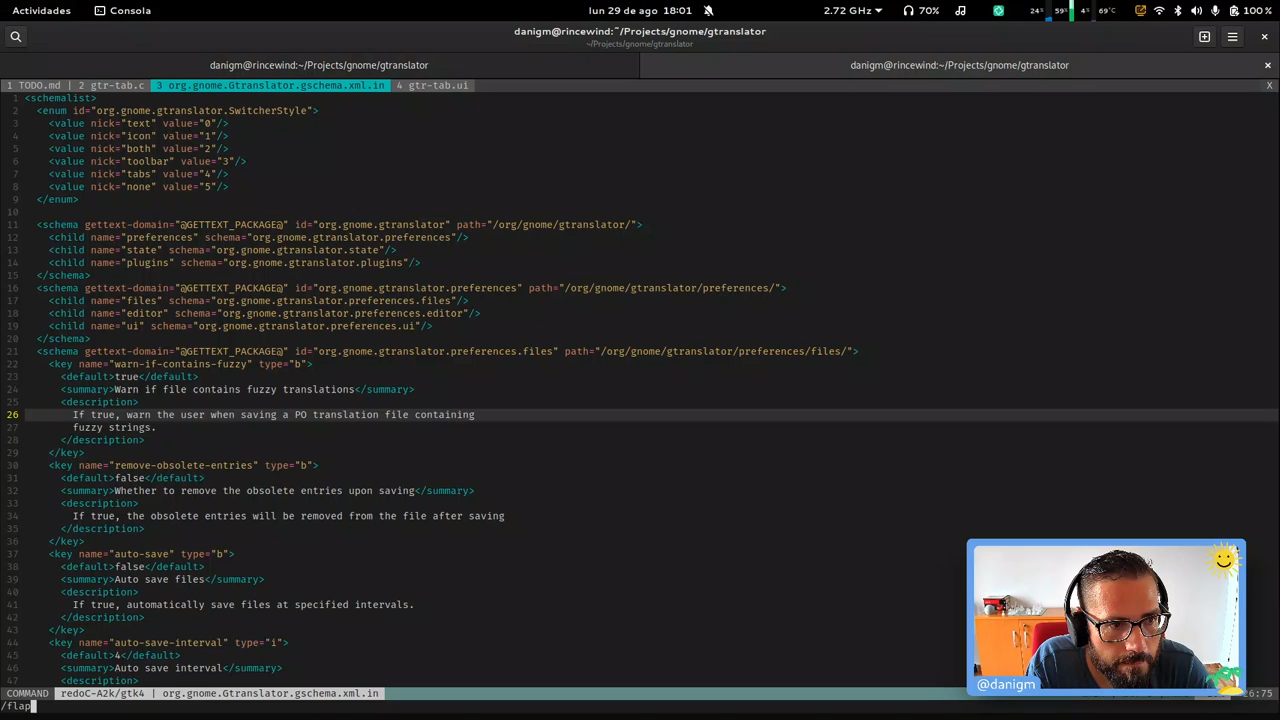 Actividades Consola lun 29 de ago 18:01 2.72 GHz 70% 24% 59% 4% 69°C 100 %
danigm@rincewind:~/Projects/gnome/gtranslator
~/Projects/gnome/gtranslator
danigm@rincewind:~/Projects/gnome/gtranslator danigm@rincewind:~/Projects/gnome/gtranslator
1 TODO.md | 2 gtr-tab.c 3 org.gnome.Gtranslator.gschema.xml.in 4 gtr-tab.ui X
1 <schemalist>
2 <enum id="org.gnome.gtranslator.SwitcherStyle">
3 <value nick="text" value="0"/>
4 <value nick="icon" value="1"/>
5 <value nick="both" value="2"/>
6 <value nick="toolbar" value="3"/>
7 <value nick="tabs" value="4"/>
8 <value nick="none" value="5"/>
9 </enum>
10
11 <schema gettext-domain="@GETTEXT_PACKAGE@" id="org.gnome.gtranslator" path="/org/gnome/gtranslator/">
12 <child name="preferences" schema="org.gnome.gtranslator.preferences"/>
13 <child name="state" schema="org.gnome.gtranslator.state"/>
14 <child name="plugins" schema="org.gnome.gtranslator.plugins"/>
15 </schema>
16 <schema gettext-domain="@GETTEXT_PACKAGE@" id="org.gnome.gtranslator.preferences" path="/org/gnome/gtranslator/preferences/">
17 <child name="files" schema="org.gnome.gtranslator.preferences.files"/>
18 <child name="editor" schema="org.gnome.gtranslator.preferences.editor"/>
19 <child name="ui" schema="org.gnome.gtranslator.preferences.ui"/>
20 </schema>
21 <schema gettext-domain="@GETTEXT_PACKAGE@" id="org.gnome.gtranslator.preferences.files" path="/org/gnome/gtranslator/preferences/files/">
22 <key name="warn-if-contains-fuzzy" type="b">
23 <default>true</default>
24 <summary>Warn if file contains fuzzy translations</summary>
25 <description>
26 If true, warn the user when saving a PO translation file containing
27 fuzzy strings.
28 </description>
29 </key>
30 <key name="remove-obsolete-entries" type="b">
31 <default>false</default>
32 <summary>Whether to remove the obsolete entries upon saving</summary>
33 <description>
34 If true, the obsolete entries will be removed from the file after saving
35 </description>
36 </key>
37 <key name="auto-save" type="b">
38 <default>false</default>
39 <summary>Auto save files</summary>
40 <description>
41 If true, automatically save files at specified intervals.
42 </description>
43 </key>
44 <key name="auto-save-interval" type="i">
45 <default>4</default>
46 <summary>Auto save interval</summary>
47 <description>
@danigm
COMMAND redoC-A2k/gtk4 | org.gnome.Gtranslator.gschema.xml.in 26:75
/flap